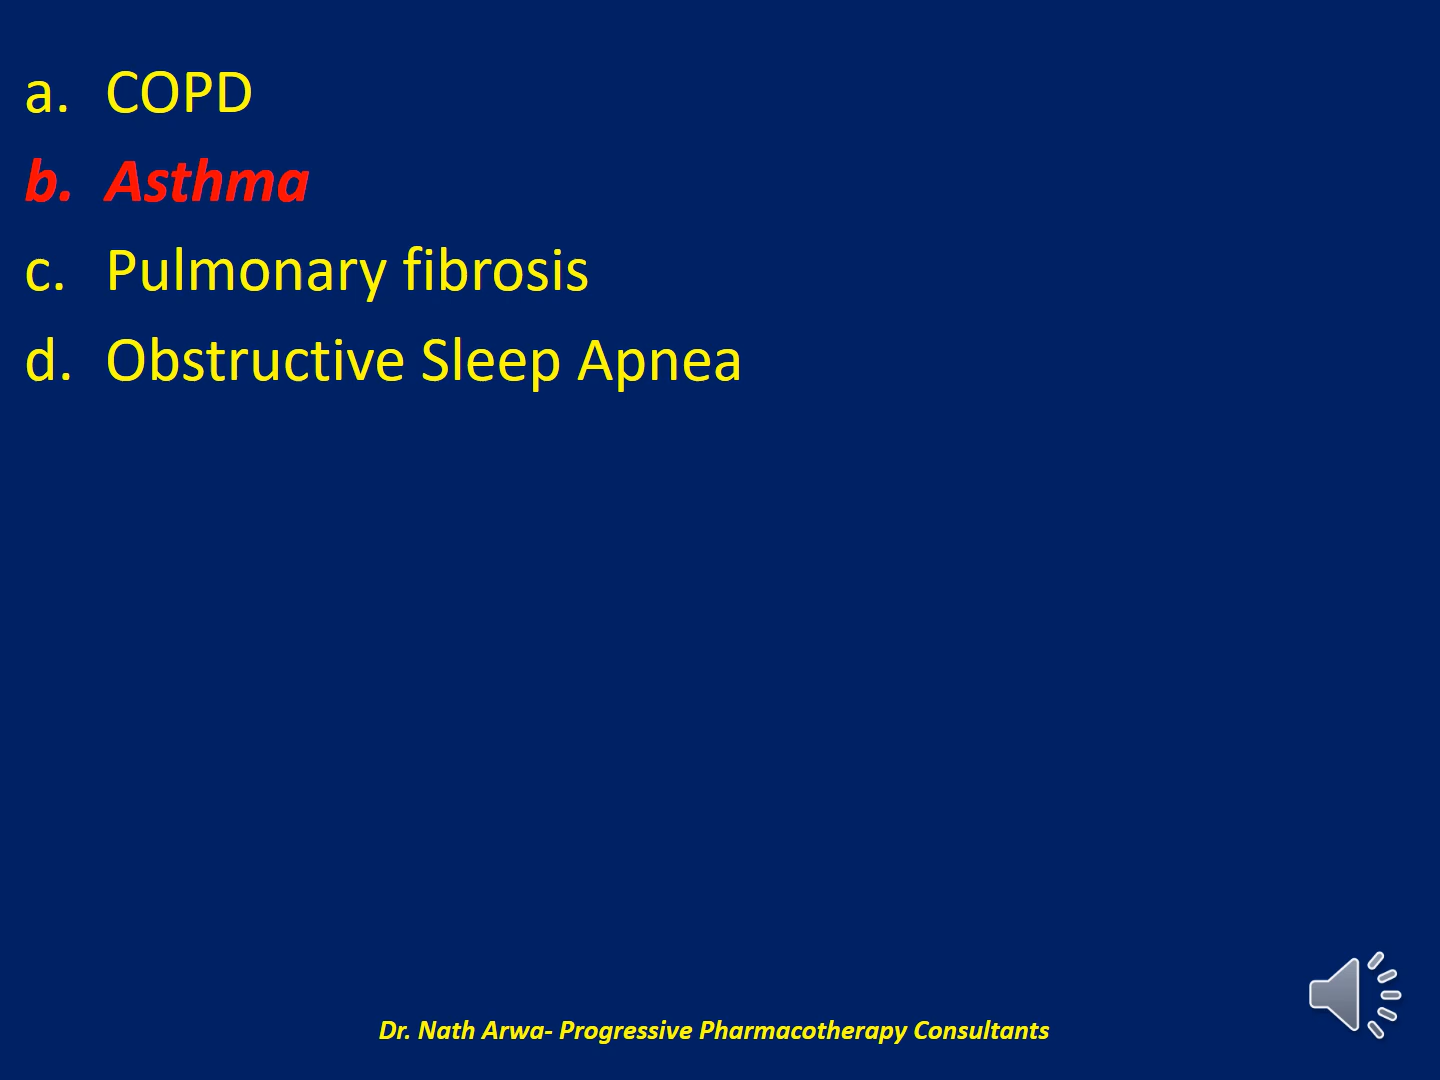 a. COPD
b. Asthma
c. Pulmonary fibrosis
d. Obstructive Sleep Apnea
Dr. Nath Arwa- Progressive Pharmacotherapy Consultants